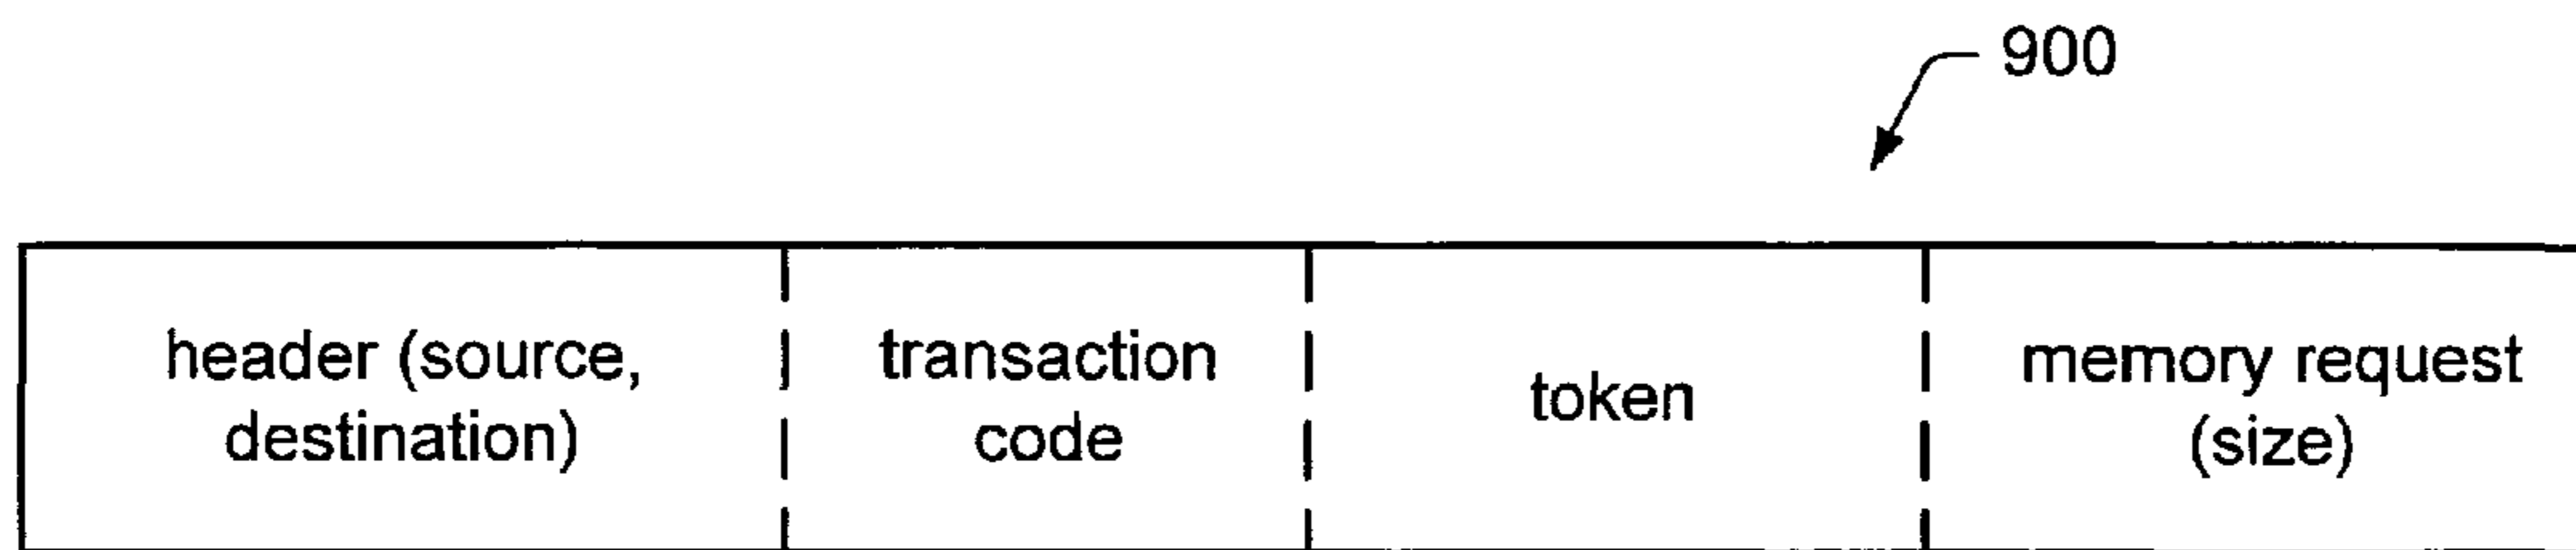 900
header (source,
destination)
transaction
code
token
memory request
(size)